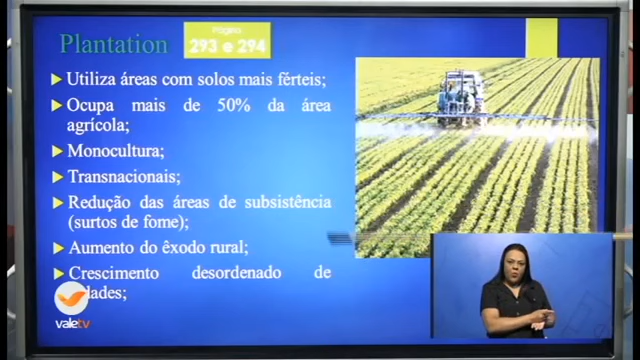 Plantation
Página
293 e 294
Utiliza áreas com solos mais férteis;
Ocupa mais de 50% da área
agrícola;
Monocultura;
Transnacionais;
Redução das áreas de subsistência
(surtos de fome);
Aumento do êxodo rural;
Crescimento desordenado de
dades;
valetv